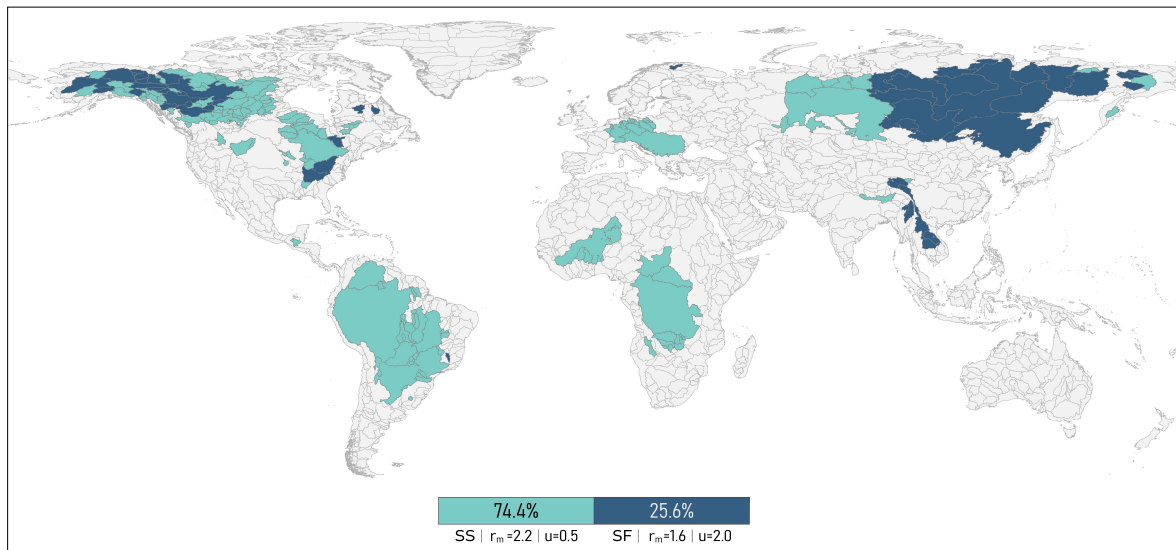 74.4% 25.6%
SS | rₘ=2.2 | u=0.5 SF | rₘ=1.6 | u=2.0